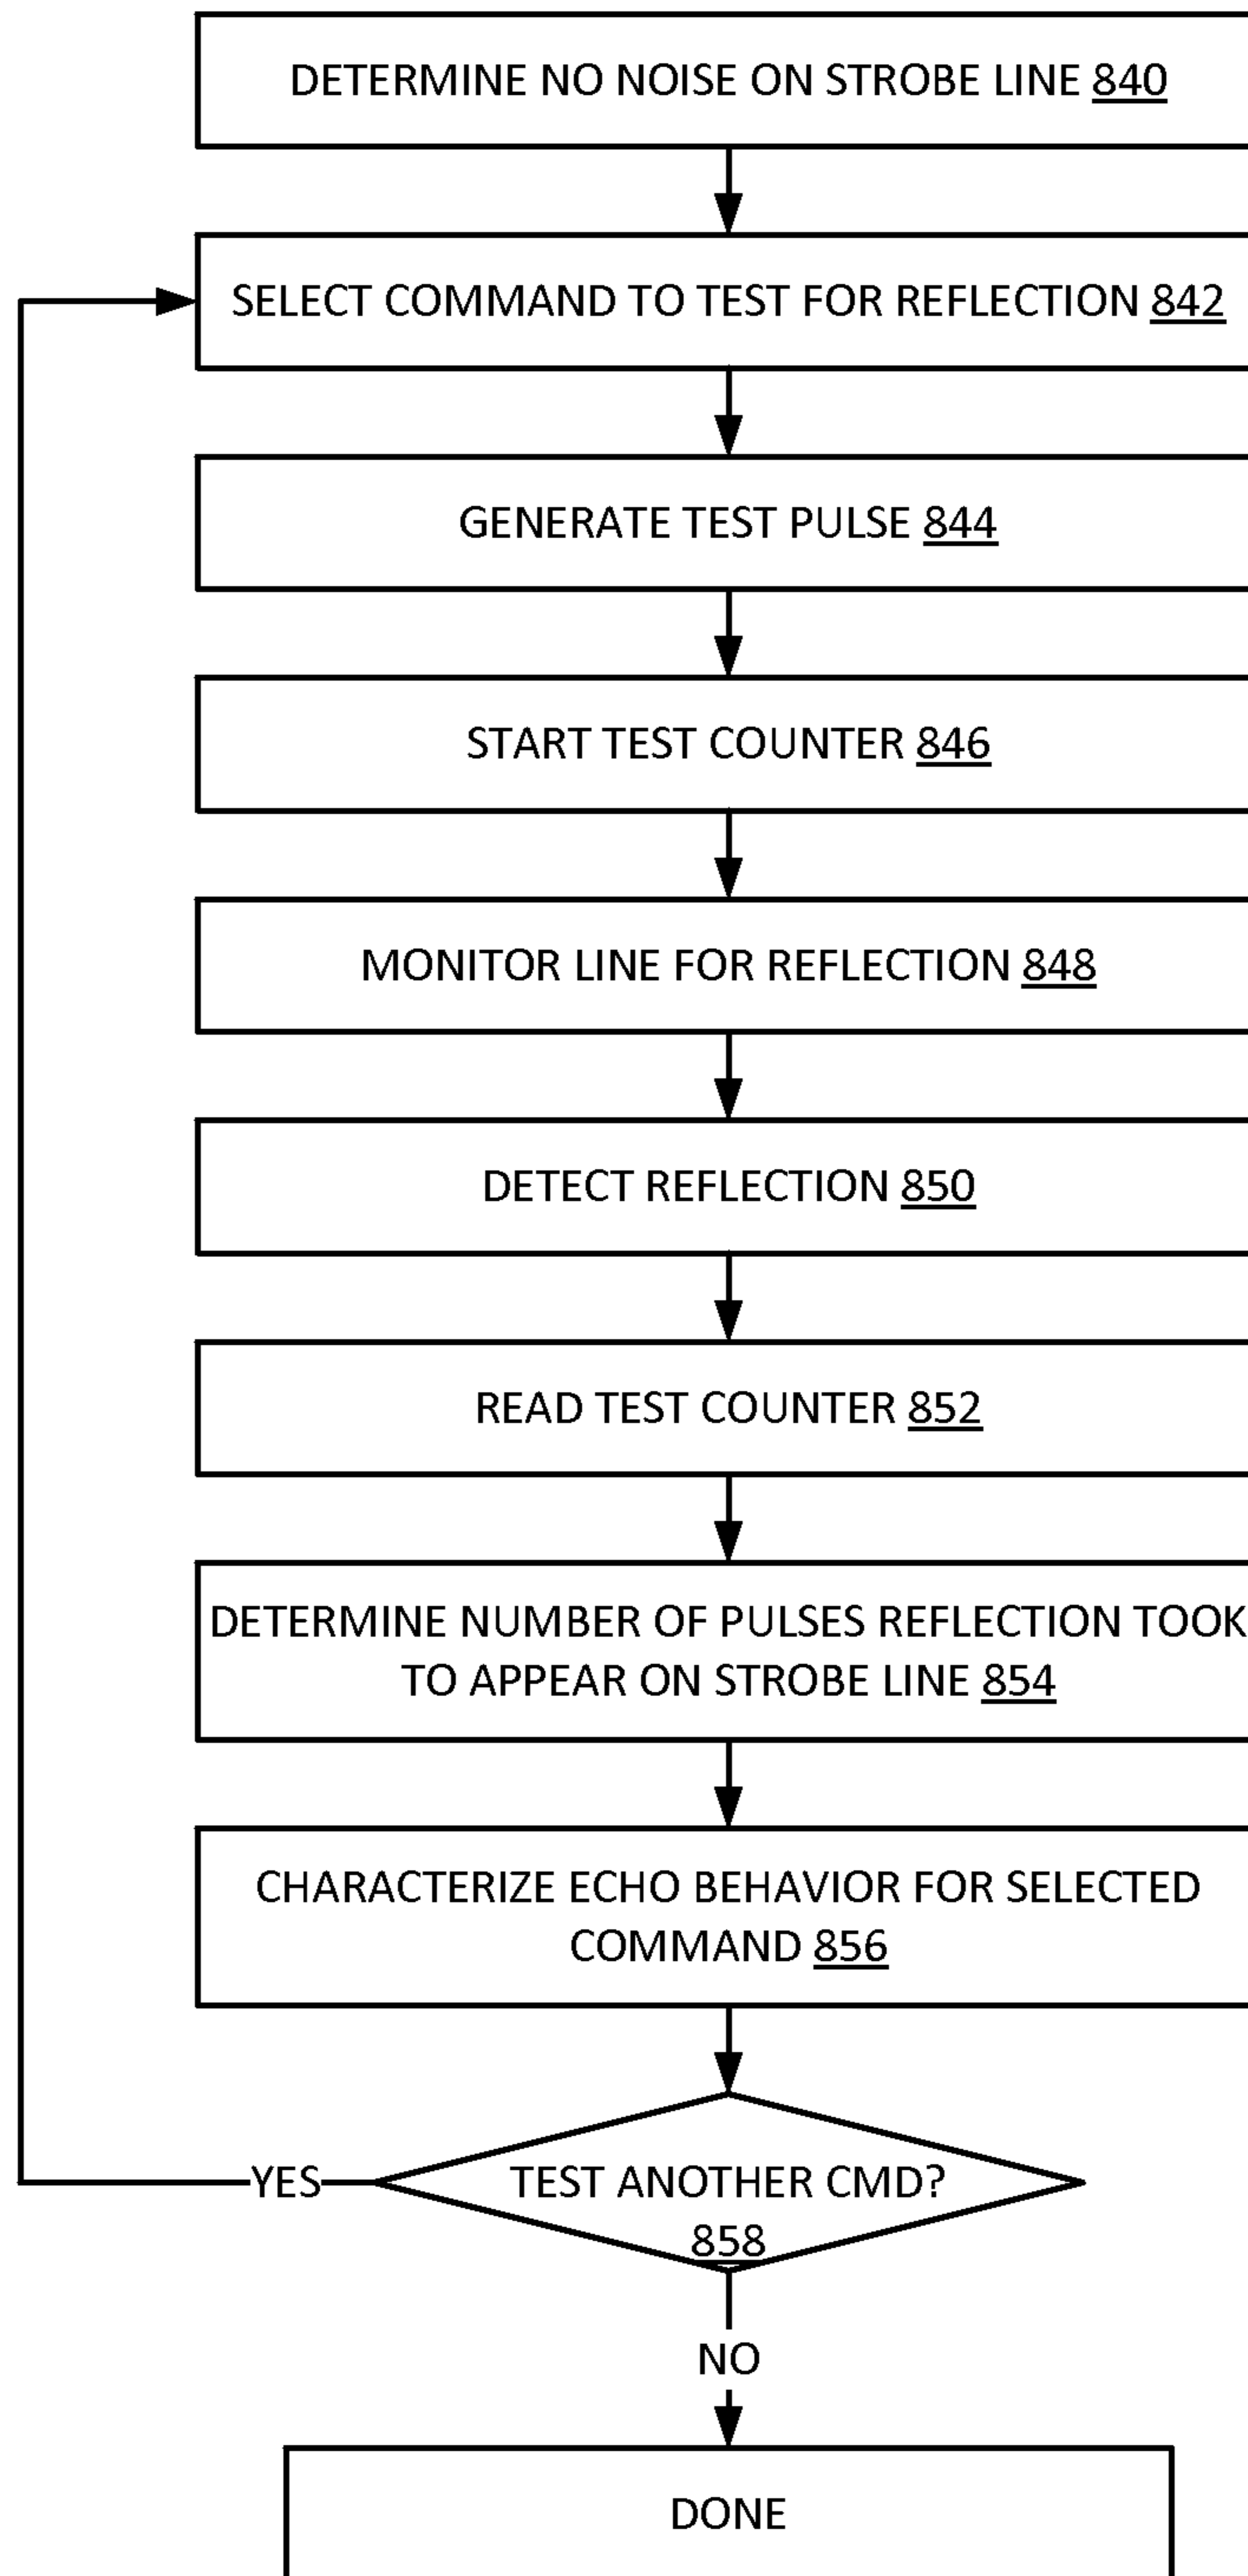 DETERMINE NO NOISE ON STROBE LINE 840
SELECT COMMAND TO TEST FOR REFLECTION 842
GENERATE TEST PULSE 844
START TEST COUNTER 846
MONITOR LINE FOR REFLECTION 848
DETECT REFLECTION 850
READ TEST COUNTER 852
DETERMINE NUMBER OF PULSES REFLECTION TOOK
TO APPEAR ON STROBE LINE 854
CHARACTERIZE ECHO BEHAVIOR FOR SELECTED
COMMAND 856
YES
TEST ANOTHER CMD?
858
NO
DONE